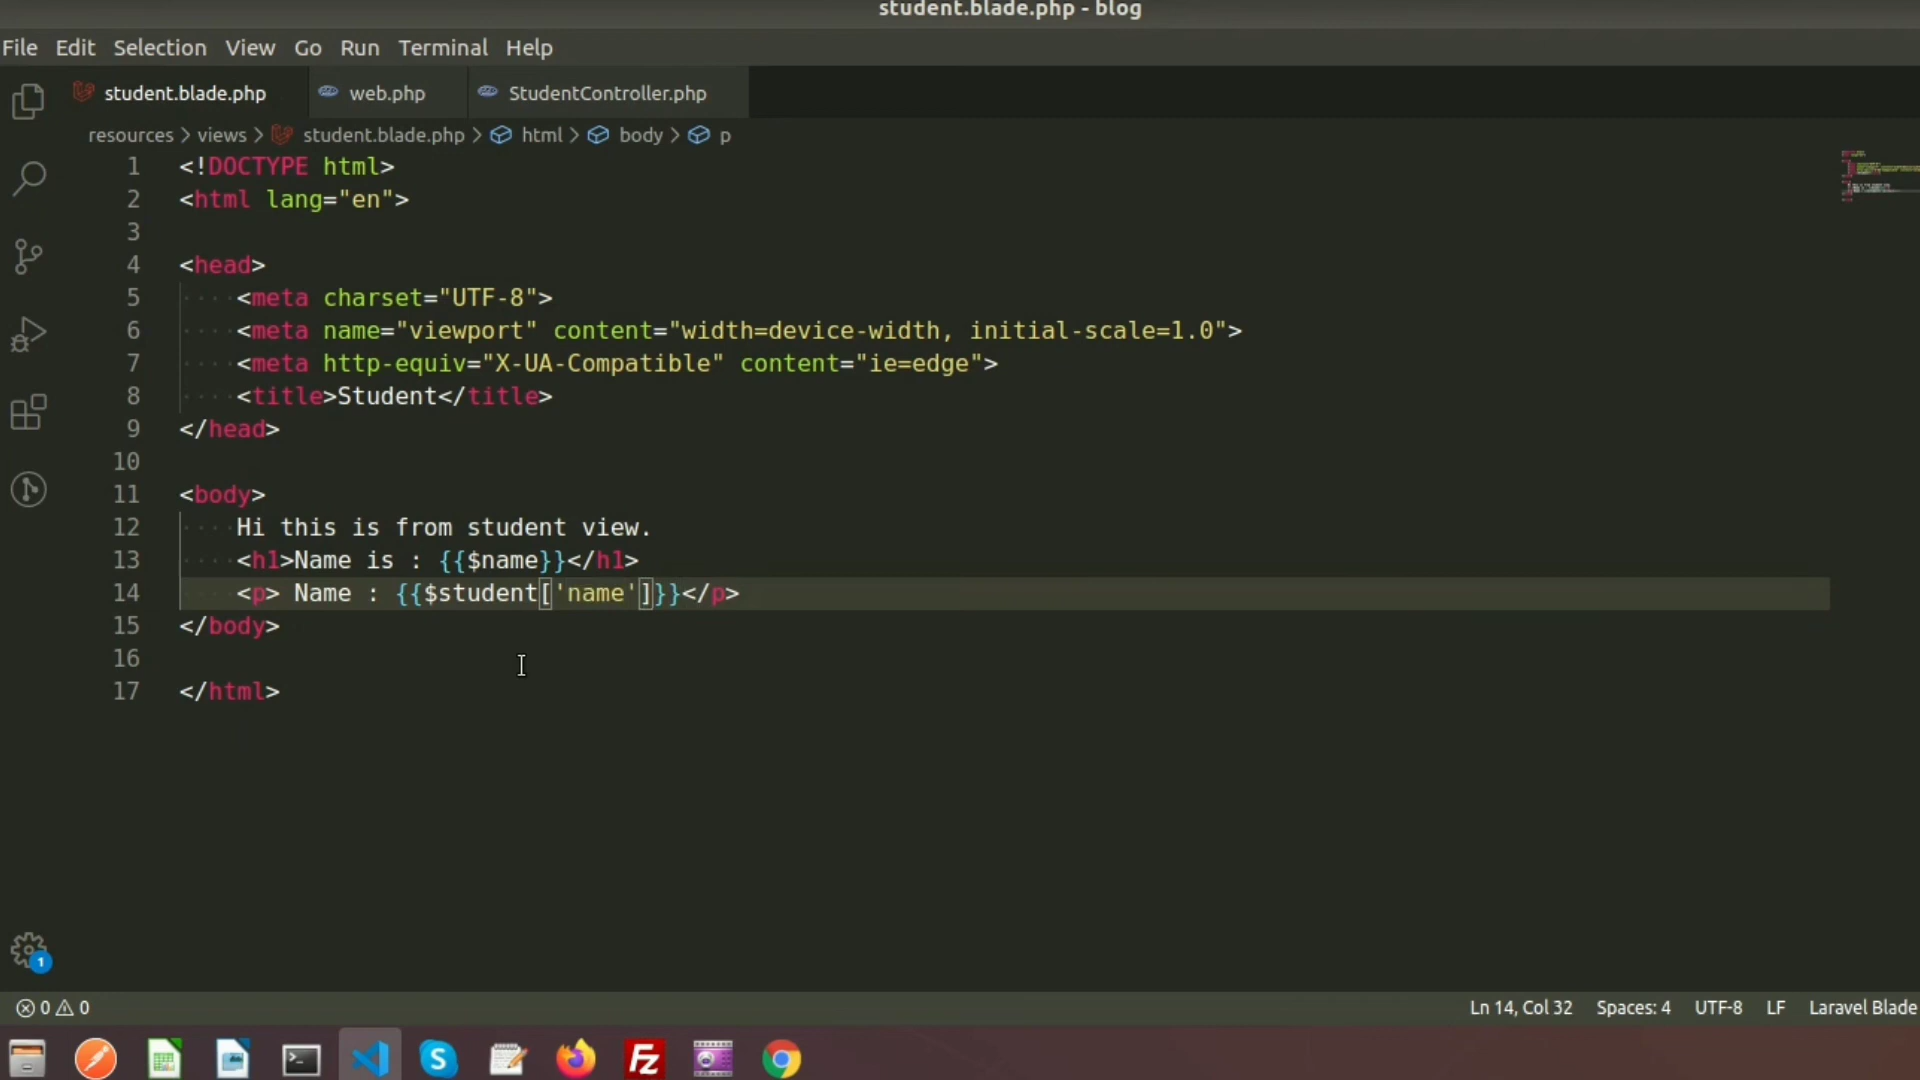 student.blade.php - blog
File Edit Selection View Go Run Terminal Help
student.blade.php web.php StudentController.php
resources > views > student.blade.php > html > body > p
1 <!DOCTYPE html>
2 <html lang="en">
3
4 <head>
5 <meta charset="UTF-8">
6 <meta name="viewport" content="width=device-width, initial-scale=1.0">
7 <meta http-equiv="X-UA-Compatible" content="ie=edge">
8 <title>Student</title>
9 </head>
10
11 <body>
12 Hi this is from student view.
13 <h1>Name is : {{$name}}</h1>
14 <p> Name : {{$student['name']}}</p>
15 </body>
16
17 </html>
1
0 0
Ln 14, Col 32 Spaces: 4 UTF-8 LF Laravel Blade
S Fz